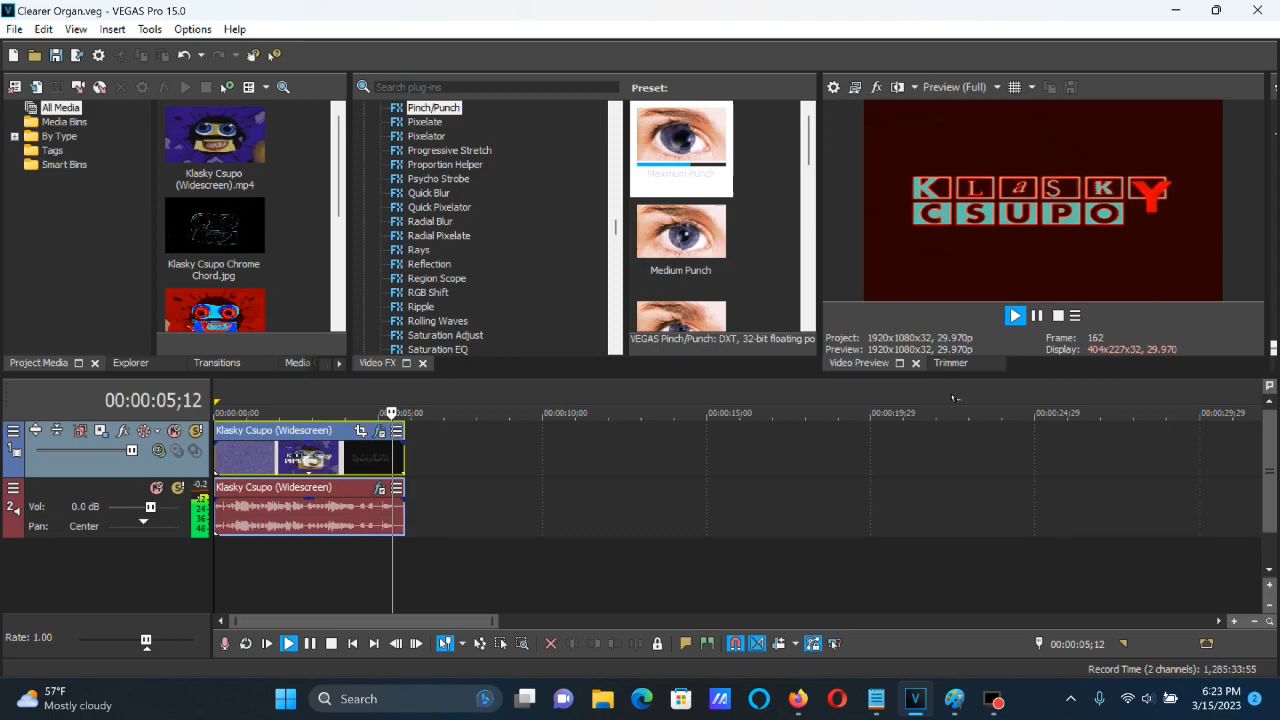 Clearer Organ.veg - VEGAS Pro 15.0
File Edit View Insert Tools Options Help
Search plug-ins
Preset:
Preview (Full)
All Media
Media Bins
By Type
Tags
Smart Bins
Klasky Csupo
(Widescreen).mp4
Klasky Csupo Chrome
Chord.jpg
Pinch/Punch
Pixelate
Pixelator
Progressive Stretch
Proportion Helper
Psycho Strobe
Quick Blur
Quick Pixelator
Radial Blur
Radial Pixelate
Rays
Reflection
Region Scope
RGB Shift
Ripple
Rolling Waves
Saturation Adjust
Saturation EQ
Maximum Punch
Medium Punch
VEGAS Pinch/Punch: DXT, 32-bit floating po
KLaSKY
CSUPO
Project: 1920x1080x32, 29.970p
Preview: 1920x1080x32, 29.970p
Frame: 162
Display: 404x227x32, 29.970
Project Media Explorer Transitions Media
Video FX
Video Preview Trimmer
00:00:05;12
00:00:00;00 00:00:05;00 00:00:10;00 00:00:15;00 00:00:19;29 00:00:24;29 00:00:29;29
1
Klasky Csupo (Widescreen)
2
Vol: 0.0 dB
Pan: Center
-0.2
12
24
36
48
Klasky Csupo (Widescreen)
Rate: 1.00
00:00:05;12
Record Time (2 channels): 1,285:33:55
57°F
Mostly cloudy
Search
6:23 PM
3/15/2023
2